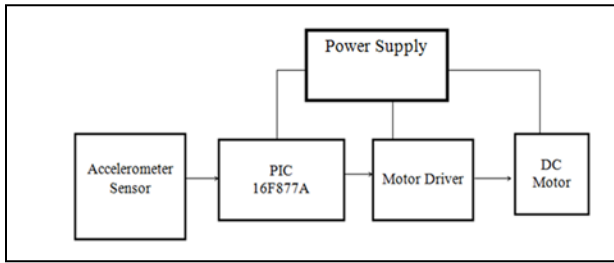 Power Supply
Accelerometer
Sensor
PIC
16F877A
Motor Driver
DC
Motor